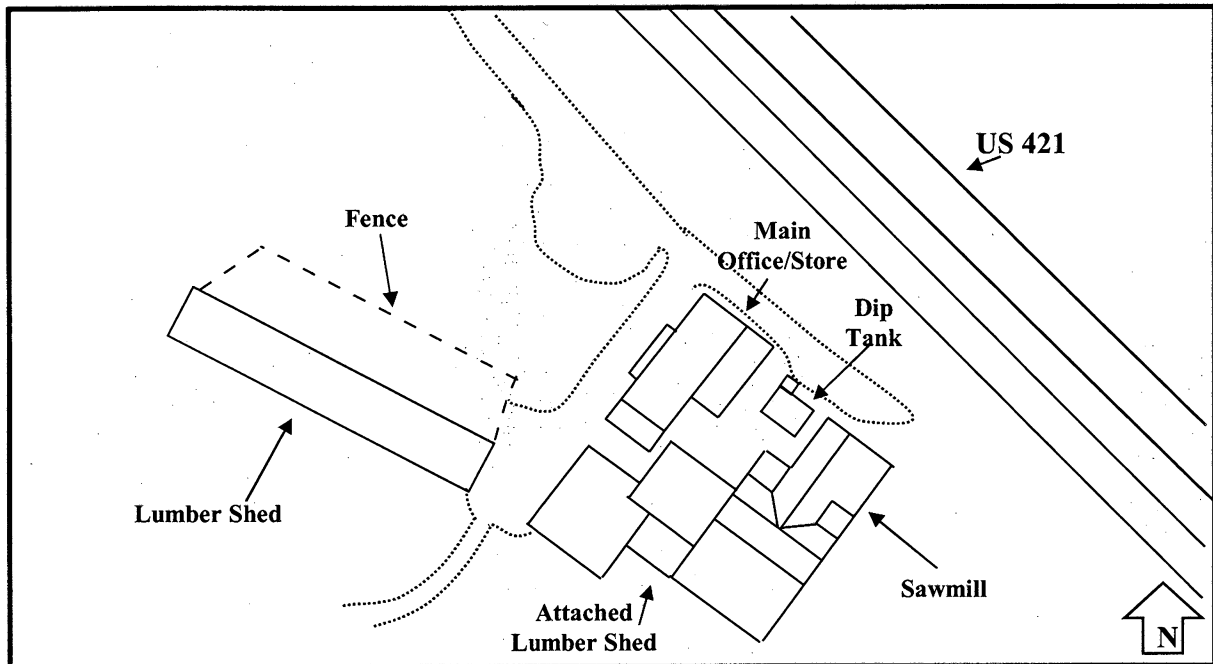 US 421
Fence
Main
Office/Store
Dip
Tank
Lumber Shed
Sawmill
Attached
Lumber Shed
N